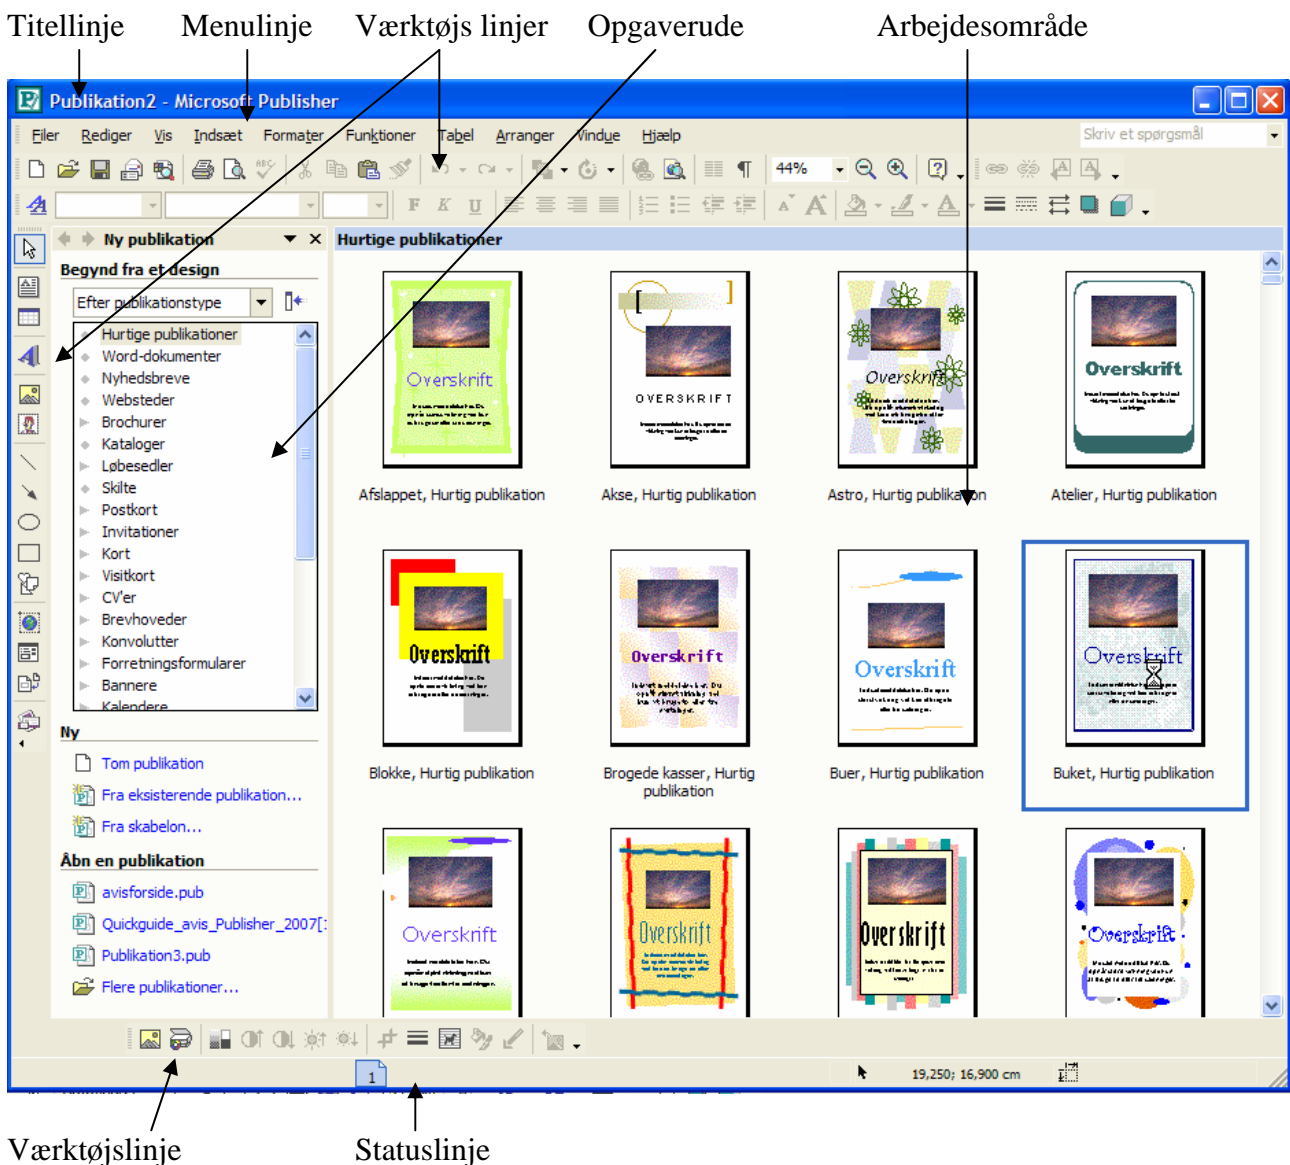 Titellinje Menulinje Værktøjs linjer Opgaverude Arbejdesområde
Publikation2 - Microsoft Publisher
Filer Rediger Vis Indsæt Formater Funktioner Tabel Arranger Vindue Hjælp Skriv et spørgsmål
ABC 44%
F K U
Ny publikation
Hurtige publikationer
Begynd fra et design
Efter publikationstype
Hurtige publikationer
Word-dokumenter
Nyhedsbreve
Websteder
Brochurer
Kataloger
Løbesedler
Skilte
Postkort
Invitationer
Kort
Visitkort
CV'er
Brevhoveder
Konvolutter
Forretningsformularer
Bannere
Kalendere
Ny
Tom publikation
Fra eksisterende publikation...
Fra skabelon...
Åbn en publikation
avisforside.pub
Quickguide_avis_Publisher_2007[
Publikation3.pub
Flere publikationer...
Overskrift
OVERSKRIFT
Overskrift
Overskrift
Afslappet, Hurtig publikation
Akse, Hurtig publikation
Astro, Hurtig publikation
Atelier, Hurtig publikation
Overskrift
Overskrift
Overskrift
Overskrift
Blokke, Hurtig publikation
Brogede kasser, Hurtig
publikation
Buer, Hurtig publikation
Buket, Hurtig publikation
Overskrift
Overskrift
Overskrift
Overskrift
1
19,250; 16,900 cm
Værktøjslinje Statuslinje